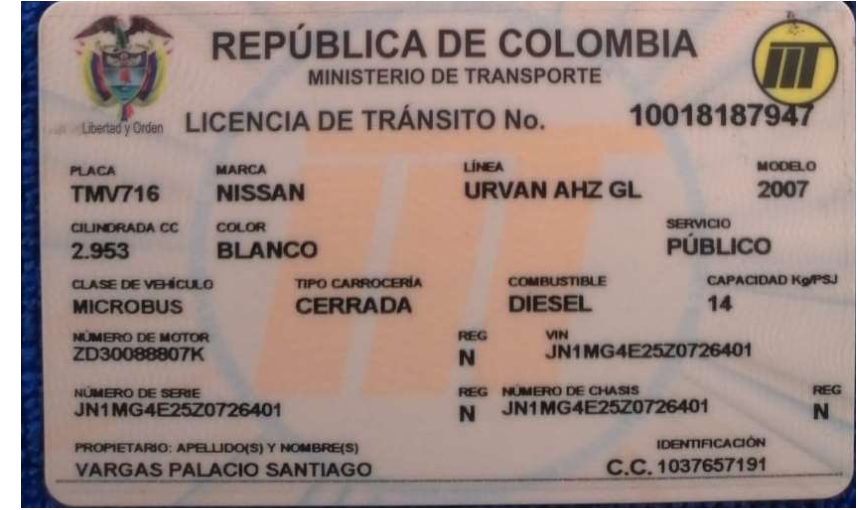 REPÚBLICA DE COLOMBIA
MINISTERIO DE TRANSPORTE
Libertad y Orden
LICENCIA DE TRÁNSITO No. 10018187947
PLACA MARCA LÍNEA MODELO
TMV716 NISSAN URVAN AHZ GL 2007
CILINDRADA CC COLOR SERVICIO
2.953 BLANCO PÚBLICO
CLASE DE VEHÍCULO TIPO CARROCERÍA COMBUSTIBLE CAPACIDAD Kg/PSJ
MICROBUS CERRADA DIESEL 14
NÚMERO DE MOTOR REG VIN
ZD30088807K N JN1MG4E25Z0726401
NÚMERO DE SERIE REG NÚMERO DE CHASIS REG
JN1MG4E25Z0726401 N JN1MG4E25Z0726401 N
PROPIETARIO: APELLIDO(S) Y NOMBRE(S) IDENTIFICACIÓN
VARGAS PALACIO SANTIAGO C.C. 1037657191